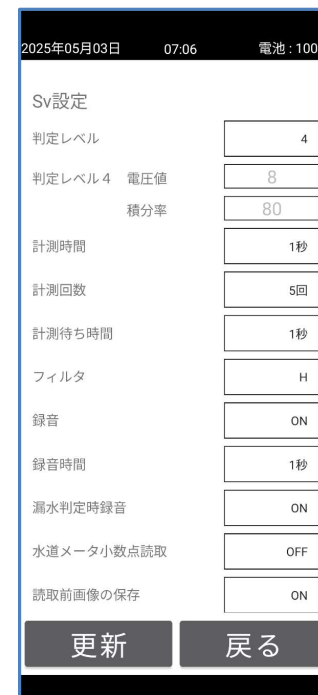 2025年05月03日 07:06 電池 : 100
Sv設定
判定レベル 4
判定レベル４ 電圧値 8
積分率 80
計測時間 1秒
計測回数 5回
計測待ち時間 1秒
フィルタ H
録音 ON
録音時間 1秒
漏水判定時録音 ON
水道メータ小数点読取 OFF
読取前画像の保存 ON
更新 戻る